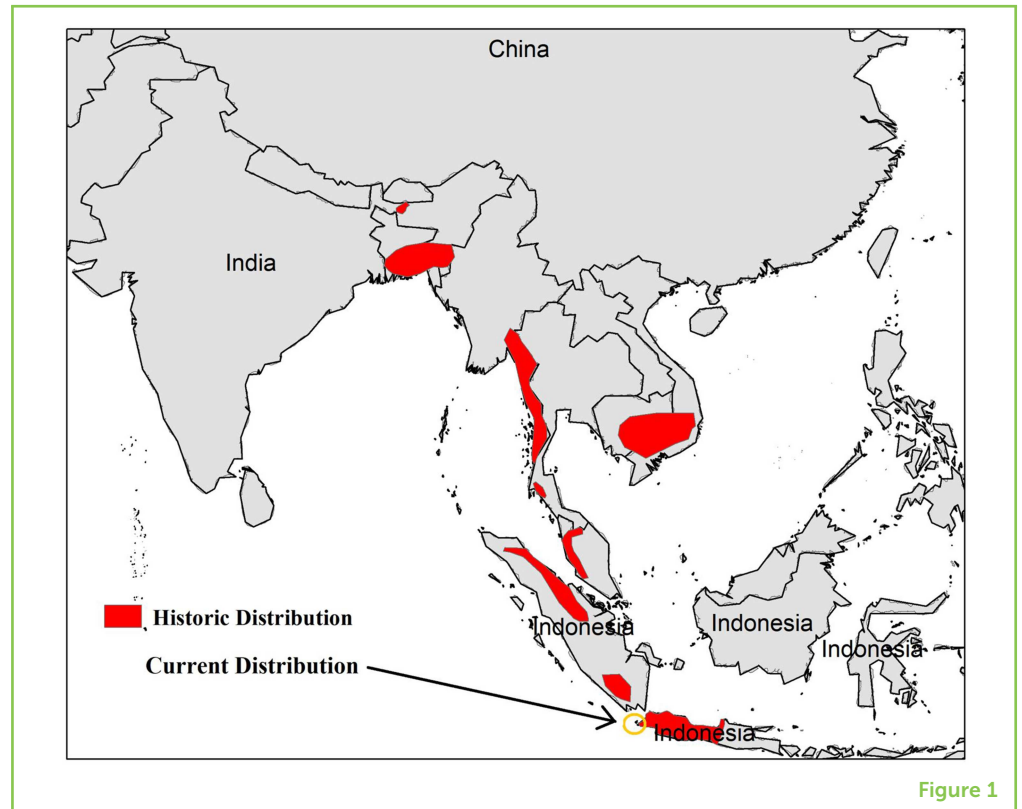 China
India
Historic Distribution
Indonesia
Indonesia
Indonesia
Current Distribution
Indonesia
Figure 1